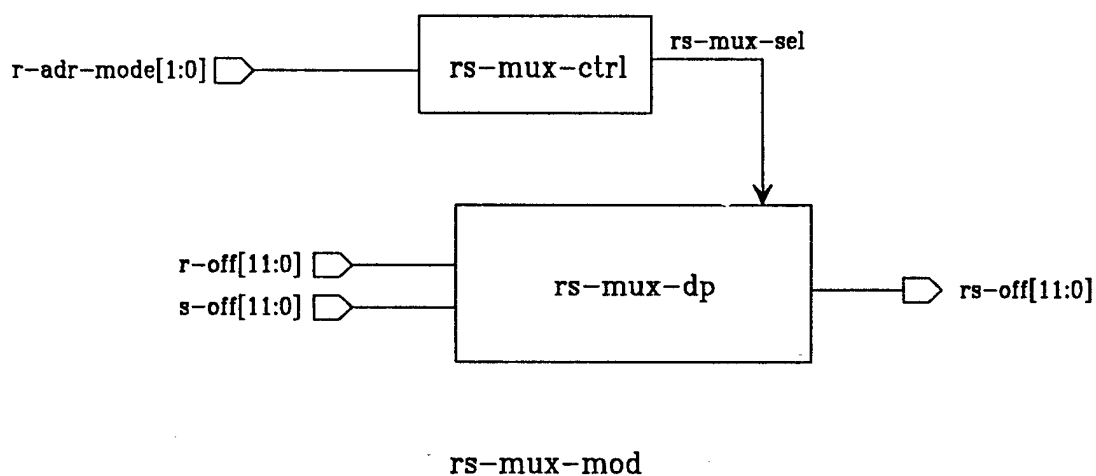 rs-mux-sel
r-adr-mode[1:0]
rs-mux-ctrl
r-off[11:0]
s-off[11:0]
rs-mux-dp
rs-off[11:0]
rs-mux-mod